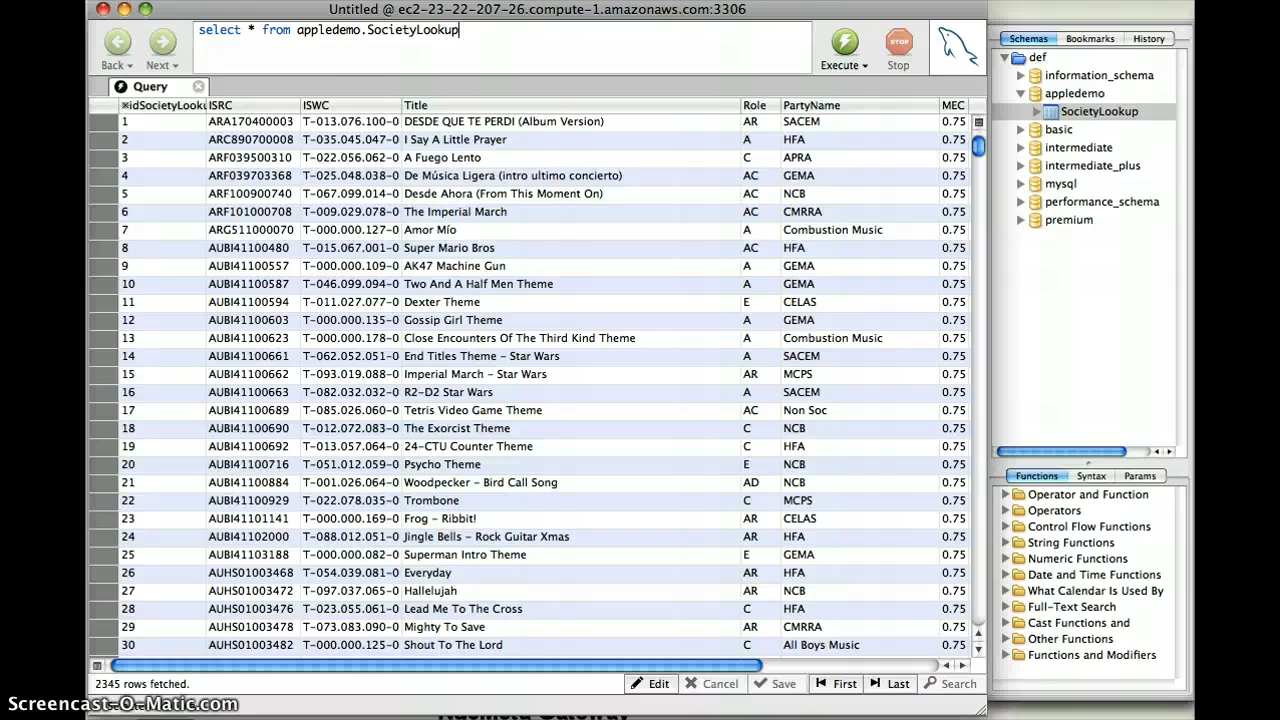 Untitled @ ec2-23-22-207-26.compute-1.amazonaws.com:3306
select * from appledemo.SocietyLookup
Back Next Execute STOP Stop
Query
idSocietyLooku ISRC ISWC Title Role PartyName MEC
1 ARA170400003 T-013.075.100-0 DESDE QUE TE PERDI (Album Version) AR SACEM 0.75
2 ARC890700008 T-035.045.047-0 I Say A Little Prayer A HFA 0.75
3 ARF039500310 T-022.056.062-0 A Fuego Lento C APRA 0.75
4 ARF039703368 T-025.048.038-0 De Música Ligera (intro ultimo concierto) AC GEMA 0.75
5 ARF100900740 T-067.099.014-0 Desde Ahora (From This Moment On) AC NCB 0.75
6 ARF101000708 T-009.029.078-0 The Imperial March AC CMRRA 0.75
7 ARG511000070 T-000.000.127-0 Amor Mío A Combustion Music 0.75
8 AUBI41100480 T-015.067.001-0 Super Mario Bros AC HFA 0.75
9 AUBI41100557 T-000.000.109-0 AK47 Machine Gun A GEMA 0.75
10 AUBI41100587 T-046.099.094-0 Two And A Half Men Theme A GEMA 0.75
11 AUBI41100594 T-011.027.077-0 Dexter Theme E CELAS 0.75
12 AUBI41100603 T-000.000.135-0 Gossip Girl Theme A GEMA 0.75
13 AUBI41100623 T-000.000.178-0 Close Encounters Of The Third Kind Theme A Combustion Music 0.75
14 AUBI41100661 T-062.052.051-0 End Titles Theme - Star Wars A SACEM 0.75
15 AUBI41100662 T-093.019.088-0 Imperial March - Star Wars AR MCPS 0.75
16 AUBI41100663 T-082.032.032-0 R2-D2 Star Wars A SACEM 0.75
17 AUBI41100689 T-085.026.060-0 Tetris Video Game Theme AC Non Soc 0.75
18 AUBI41100690 T-012.072.083-0 The Exorcist Theme C NCB 0.75
19 AUBI41100692 T-013.057.064-0 24-CTU Counter Theme C HFA 0.75
20 AUBI41100716 T-051.012.059-0 Psycho Theme E NCB 0.75
21 AUBI41100884 T-001.026.064-0 Woodpecker - Bird Call Song AD NCB 0.75
22 AUBI41100929 T-022.078.035-0 Trombone C MCPS 0.75
23 AUBI41101141 T-000.000.169-0 Frog - Ribbit! AR CELAS 0.75
24 AUBI41102000 T-088.012.051-0 Jingle Bells - Rock Guitar Xmas AR HFA 0.75
25 AUBI41103188 T-000.000.082-0 Superman Intro Theme E GEMA 0.75
26 AUHS01003468 T-054.039.081-0 Everyday AR HFA 0.75
27 AUHS01003472 T-097.037.065-0 Hallelujah AR NCB 0.75
28 AUHS01003476 T-023.055.061-0 Lead Me To The Cross C HFA 0.75
29 AUHS01003478 T-073.083.090-0 Mighty To Save AR CMRRA 0.75
30 AUHS01003482 T-000.000.125-0 Shout To The Lord C All Boys Music 0.75
2345 rows fetched. Edit Cancel Save First Last Search
Schemas Bookmarks History
def
information_schema
appledemo
SocietyLookup
basic
intermediate
intermediate_plus
mysql
performance_schema
premium
Functions Syntax Params
Operator and Function
Operators
Control Flow Functions
String Functions
Numeric Functions
Date and Time Functions
What Calendar Is Used By
Full-Text Search
Cast Functions and
Other Functions
Functions and Modifiers
Screencast-O-Matic.com